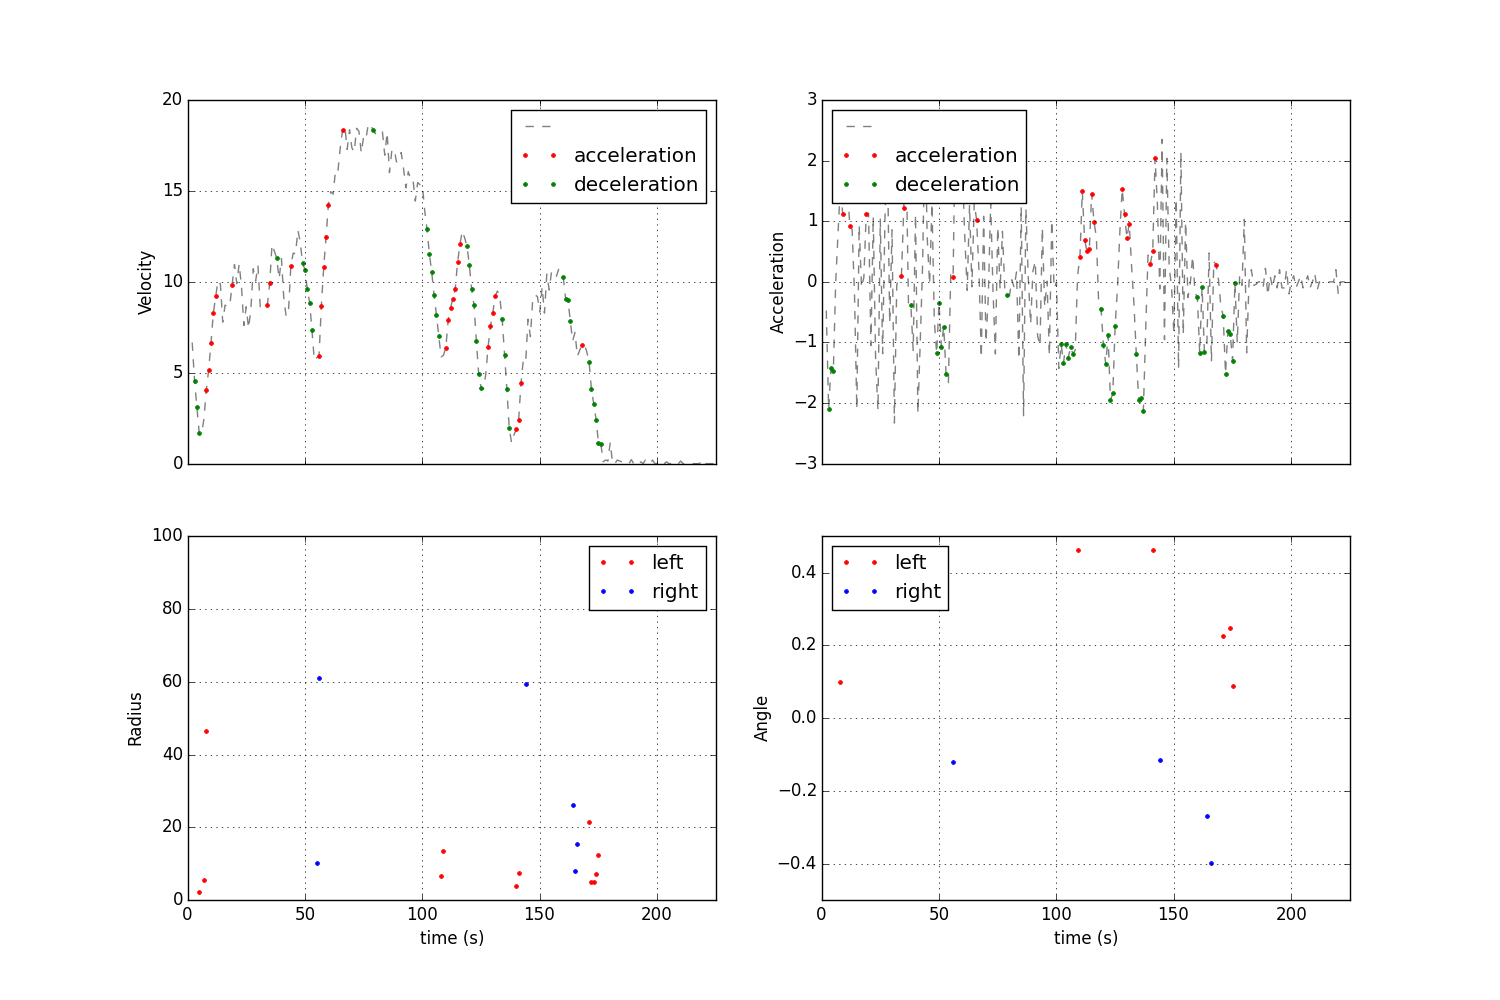 20
15
10
5
0
Velocity
acceleration
deceleration
3
2
1
0
−1
−2
−3
Acceleration
acceleration
deceleration
100
80
60
40
20
0
Radius
left
right
0 50 100 150 200
time (s)
0.4
0.2
0.0
−0.2
−0.4
Angle
left
right
0 50 100 150 200
time (s)